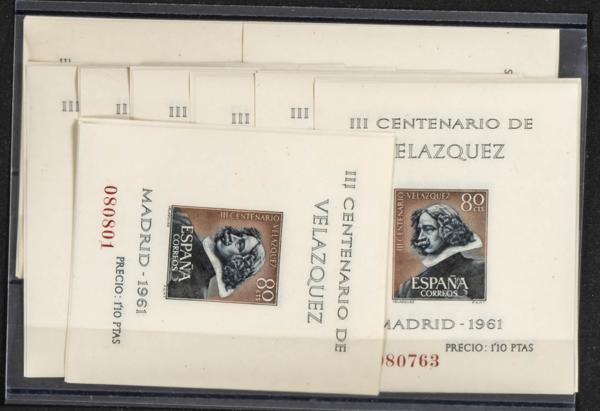 III CENTENARIO DE
VELAZQUEZ
III CENTENARIO
VELAZQUEZ
80
CTS
ESPAÑA
CORREOS
MADRID - 1961
PRECIO: 1'10 PTAS
080801
III CENTENARIO DE
VELAZQUEZ
III CENTENARIO
VELAZQUEZ
80
CTS
ESPAÑA
CORREOS
VELAZQUEZ
F.N.M.T.
MADRID - 1961
PRECIO: 1'10 PTAS
080763
III
III
II
III
III
III